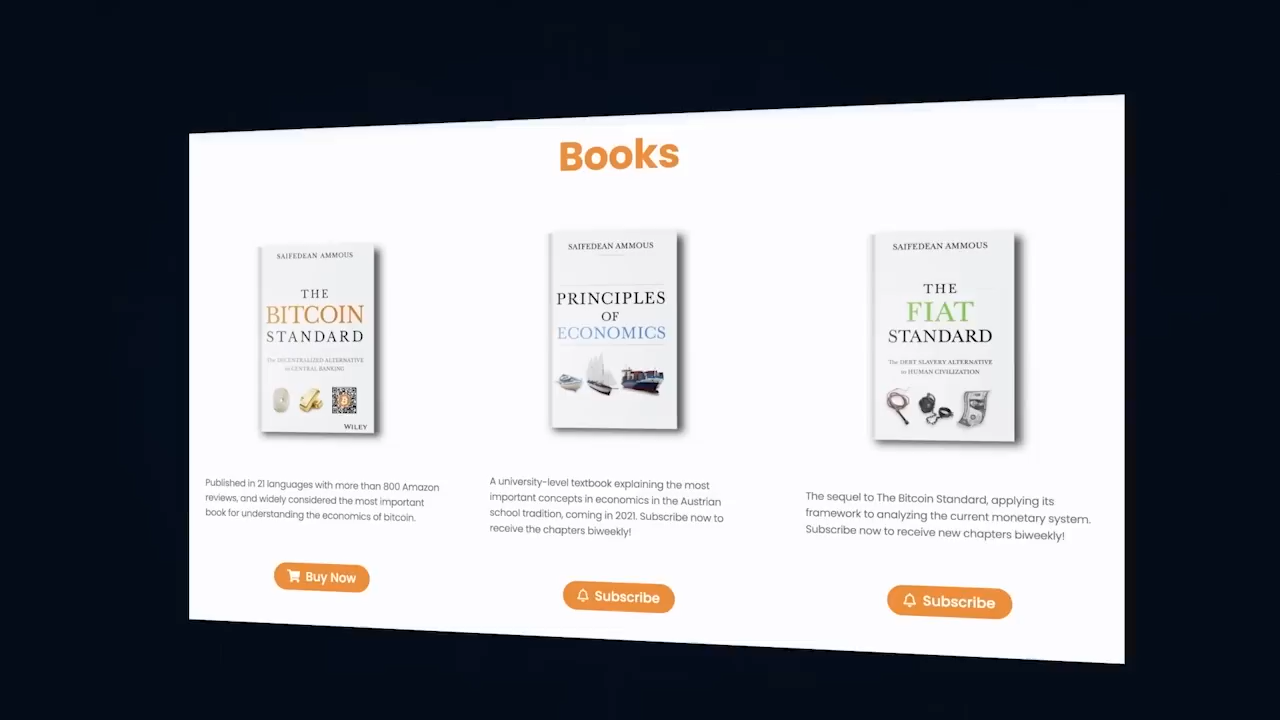 Books
SAIFEDEAN AMMOUS
THE
BITCOIN
STANDARD
The DECENTRALIZED ALTERNATIVE
to CENTRAL BANKING
WILEY
Published in 21 languages with more than 800 Amazon
reviews, and widely considered the most important
book for understanding the economics of bitcoin.
Buy Now
SAIFEDEAN AMMOUS
PRINCIPLES
OF
ECONOMICS
A university-level textbook explaining the most
important concepts in economics in the Austrian
school tradition, coming in 2021. Subscribe now to
receive the chapters biweekly!
Subscribe
SAIFEDEAN AMMOUS
THE
FIAT
STANDARD
The DEBT SLAVERY ALTERNATIVE
to HUMAN CIVILIZATION
The sequel to The Bitcoin Standard, applying its
framework to analyzing the current monetary system.
Subscribe now to receive new chapters biweekly!
Subscribe